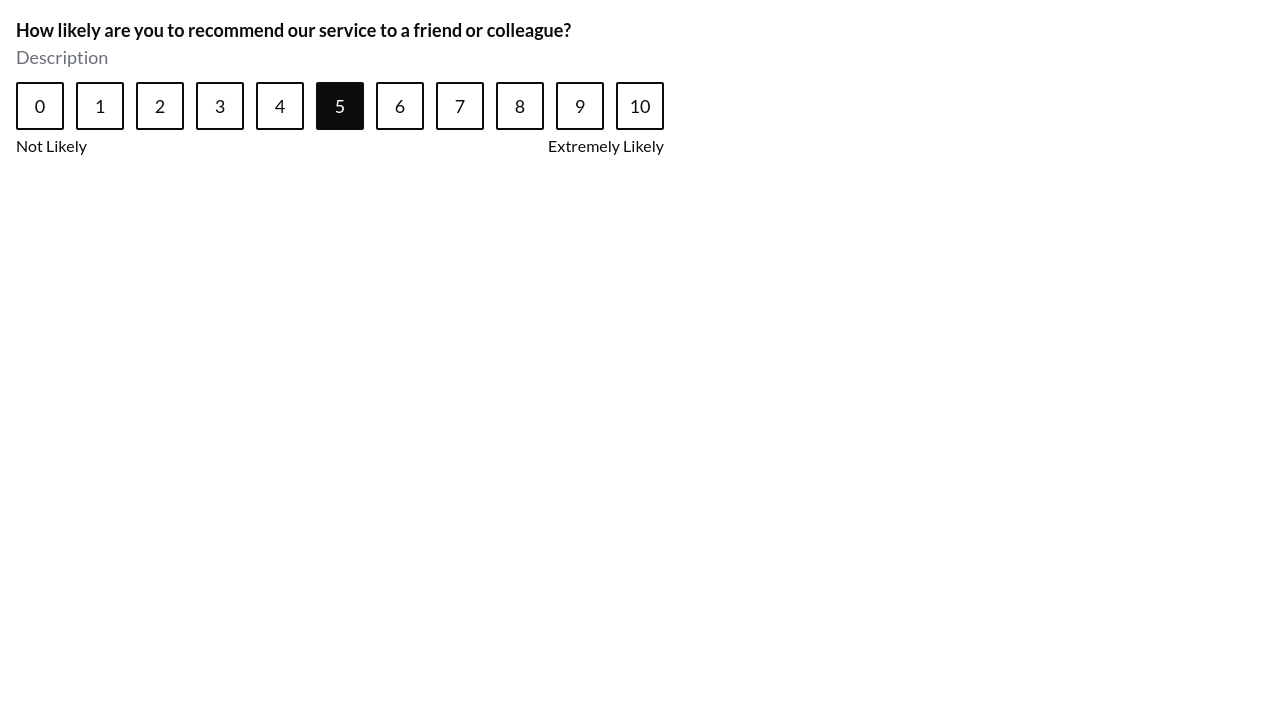 How likely are you to recommend our service to a friend or colleague?
Description
0 1 2 3 4 5 6 7 8 9 10
Not Likely Extremely Likely